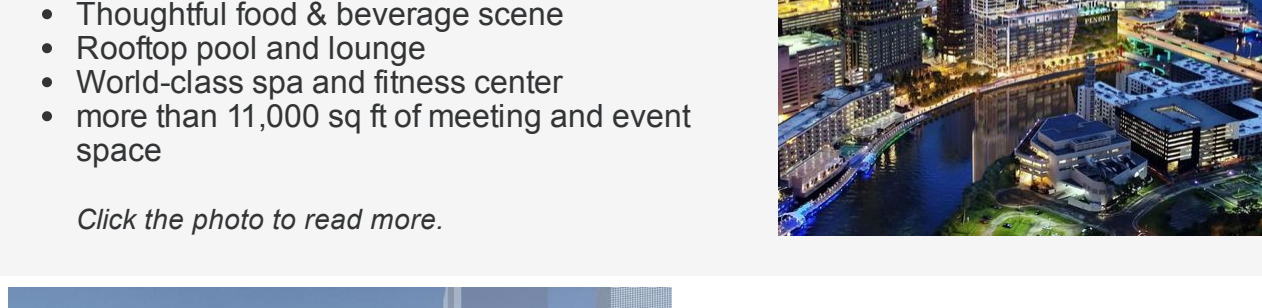 Thoughtful food & beverage scene
Rooftop pool and lounge
World-class spa and fitness center
more than 11,000 sq ft of meeting and event
space
Click the photo to read more.
PENDRY